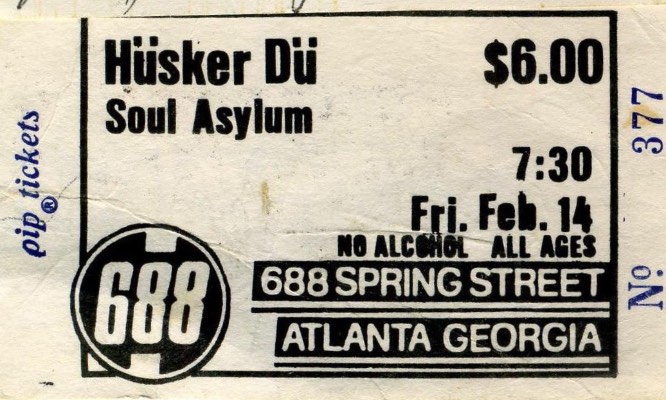 Hüsker Dü $6.00
Soul Asylum
7:30
Fri. Feb. 14
NO ALCOHOL ALL AGES
688 SPRING STREET
ATLANTA GEORGIA
688
pip® tickets
Nº 377